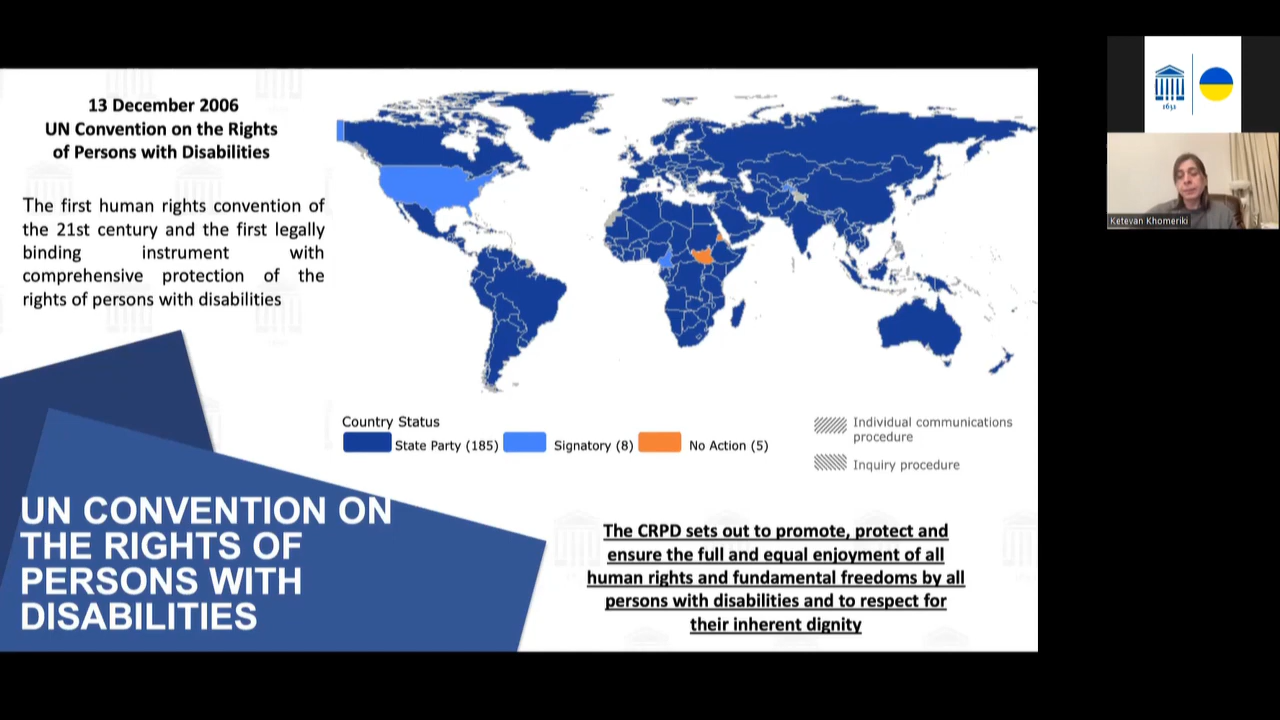 13 December 2006
UN Convention on the Rights
of Persons with Disabilities
The first human rights convention of
the 21st century and the first legally
binding instrument with
comprehensive protection of the
rights of persons with disabilities
UN CONVENTION ON
THE RIGHTS OF
PERSONS WITH
DISABILITIES
Country Status
State Party (185)
Signatory (8)
No Action (5)
Individual communications
procedure
Inquiry procedure
The CRPD sets out to promote, protect and
ensure the full and equal enjoyment of all
human rights and fundamental freedoms by all
persons with disabilities and to respect for
their inherent dignity
1632
Ketevan Khomeriki